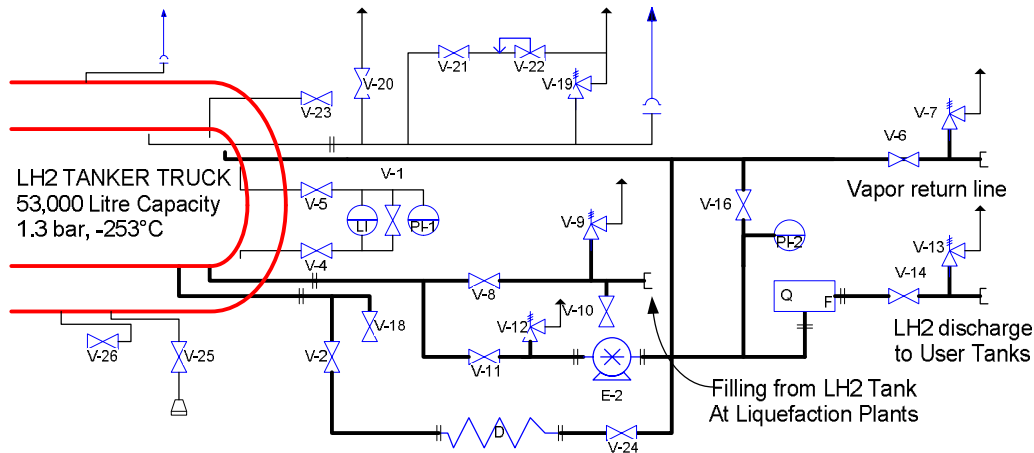 V-21
V-22
V-20
V-19
V-23
V-7
V-6
LH2 TANKER TRUCK
53,000 Litre Capacity
1.3 bar, -253°C
V-1
V-5
LI
PI-1
V-4
Vapor return line
V-16
V-9
PI-2
V-13
V-14
V-8
V-10
Q
F
V-18
V-12
V-2
V-11
V-26
V-25
E-2
LH2 discharge
to User Tanks
Filling from LH2 Tank
At Liquefaction Plants
D
V-24